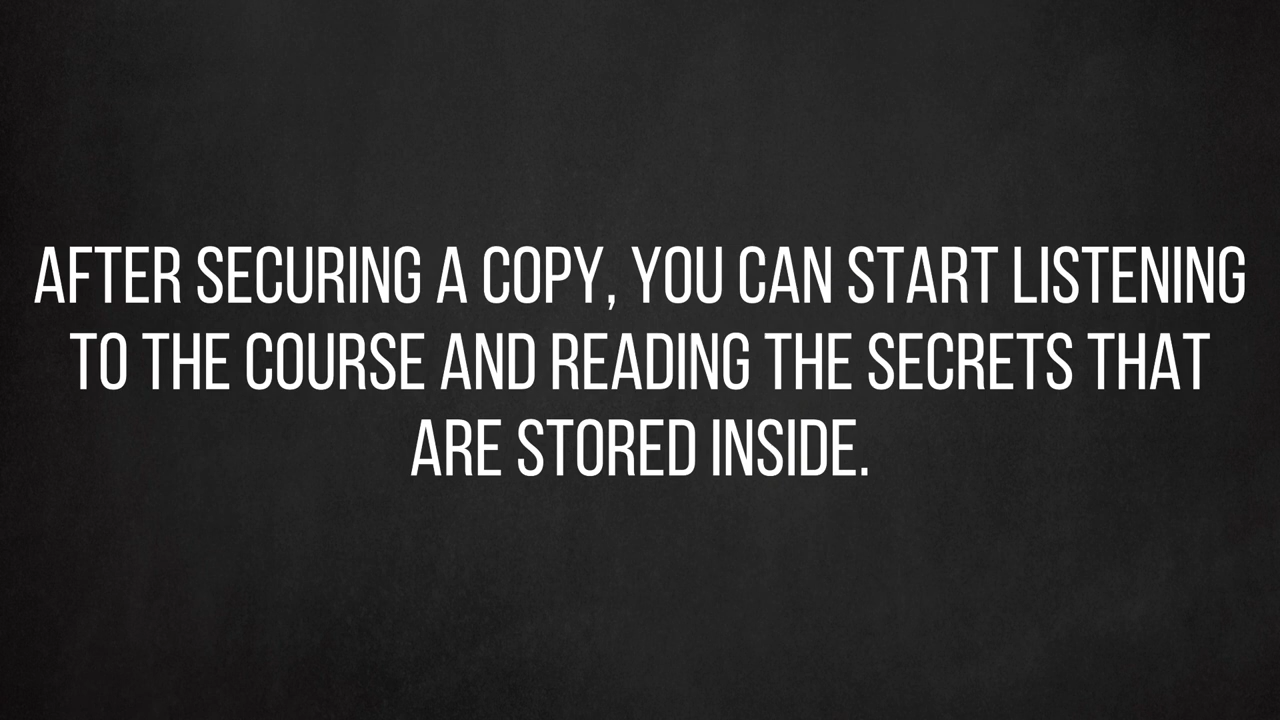 AFTER SECURING A COPY, YOU CAN START LISTENING
TO THE COURSE AND READING THE SECRETS THAT
ARE STORED INSIDE.